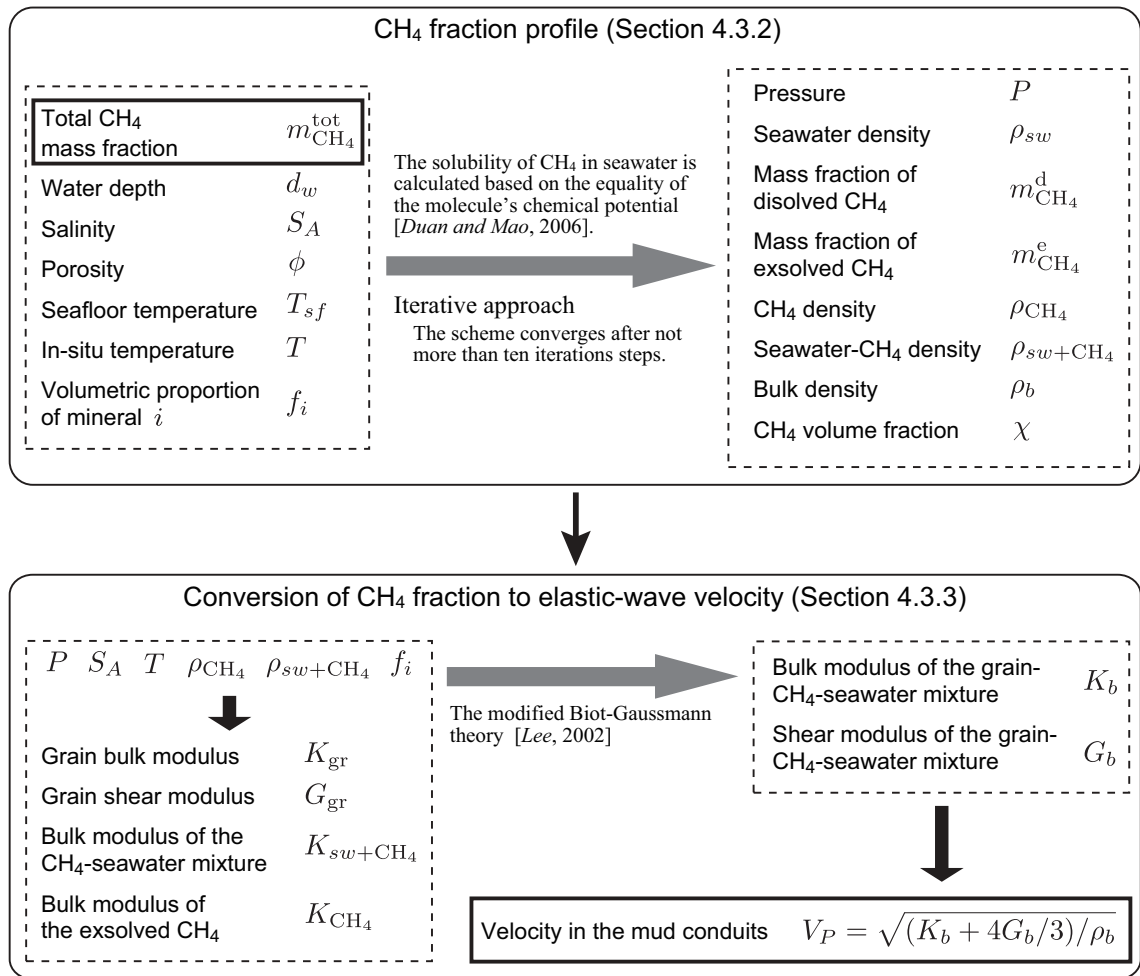 CH₄ fraction profile (Section 4.3.2)
Total CH₄
mass fraction m_CH₄^tot
Water depth d_w
Salinity S_A
Porosity ϕ
Seafloor temperature T_sf
In-situ temperature T
Volumetric proportion
of mineral i f_i
The solubility of CH₄ in seawater is
calculated based on the equality of
the molecule's chemical potential
[Duan and Mao, 2006].
Iterative approach
The scheme converges after not
more than ten iterations steps.
Pressure P
Seawater density ρ_sw
Mass fraction of
disolved CH₄ m_CH₄^d
Mass fraction of
exsolved CH₄ m_CH₄^e
CH₄ density ρ_CH₄
Seawater-CH₄ density ρ_sw+CH₄
Bulk density ρ_b
CH₄ volume fraction χ
Conversion of CH₄ fraction to elastic-wave velocity (Section 4.3.3)
P S_A T ρ_CH₄ ρ_sw+CH₄ f_i
Grain bulk modulus K_gr
Grain shear modulus G_gr
Bulk modulus of the
CH₄-seawater mixture K_sw+CH₄
Bulk modulus of
the exsolved CH₄ K_CH₄
The modified Biot-Gaussmann
theory [Lee, 2002]
Bulk modulus of the grain-
CH₄-seawater mixture K_b
Shear modulus of the grain-
CH₄-seawater mixture G_b
Velocity in the mud conduits V_P = √(K_b + 4G_b/3)/ρ_b